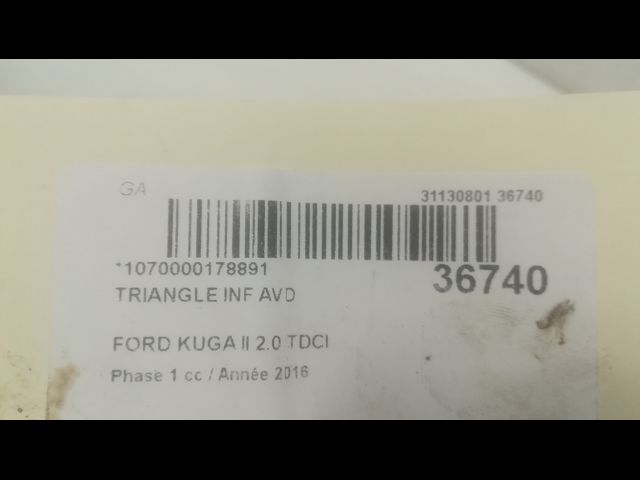 GA
31130801 36740
*1070000178891
36740
TRIANGLE INF AVD
FORD KUGA II 2.0 TDCI
Phase 1 cc / Année 2016